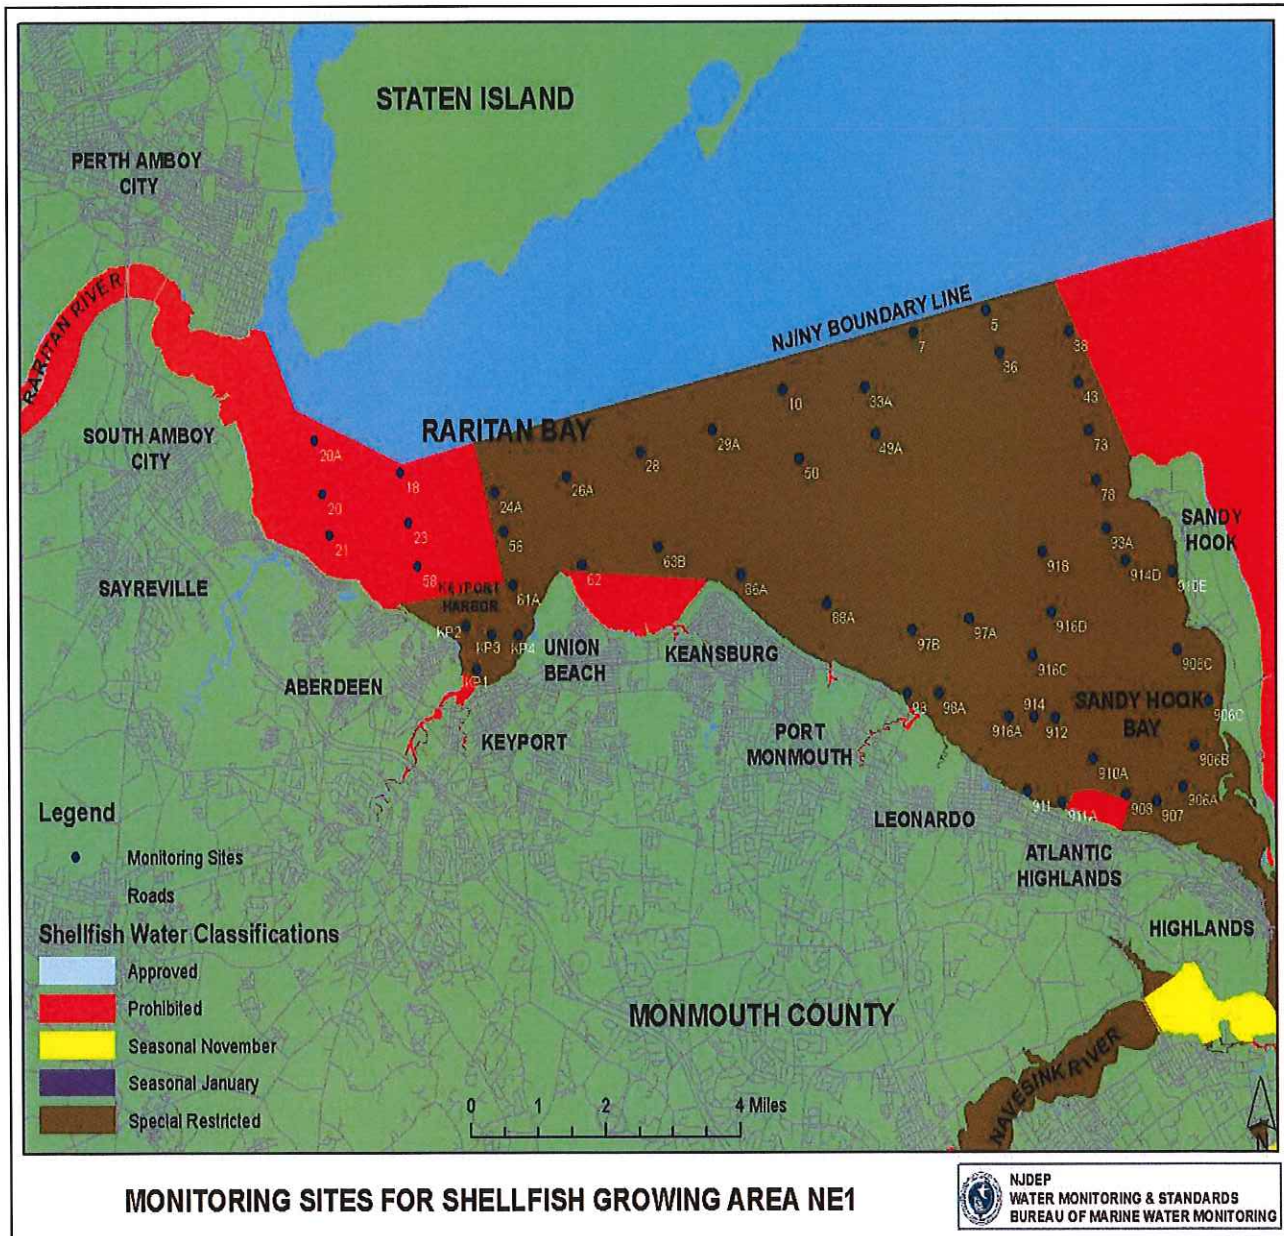 STATEN ISLAND
PERTH AMBOY
CITY
RARITAN RIVER
NJ/NY BOUNDARY LINE
5
7
38
36
10
33A
43
RARITAN BAY
29A
49A
73
SOUTH AMBOY
CITY
20A
28
50
18
26A
78
24A
20
SANDY
HOOK
23
56
93A
21
63B
918
914D
58
62
910E
SAYREVILLE
KEYPORT
HARBOR
61A
86A
88A
916D
KP2
KP3
KP4
97B
97A
UNION
BEACH
KEANSBURG
916C
908C
ABERDEEN
KP1
98
98A
SANDY HOOK
BAY
906C
916A
914
912
KEYPORT
PORT
MONMOUTH
906B
910A
906A
911
911A
908
907
LEONARDO
ATLANTIC
HIGHLANDS
HIGHLANDS
MONMOUTH COUNTY
NAVESINK RIVER
Legend
Monitoring Sites
Roads
Shellfish Water Classifications
Approved
Prohibited
Seasonal November
Seasonal January
Special Restricted
0 1 2 4 Miles
N
MONITORING SITES FOR SHELLFISH GROWING AREA NE1
NJDEP
WATER MONITORING & STANDARDS
BUREAU OF MARINE WATER MONITORING